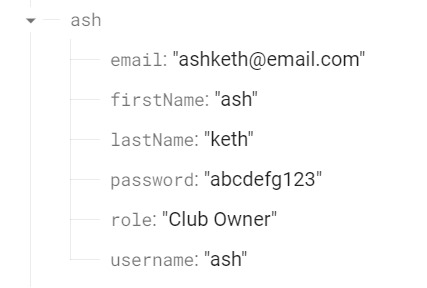 ash
email: "ashketh@email.com"
firstName: "ash"
lastName: "keth"
password: "abcdefg123"
role: "Club Owner"
username: "ash"